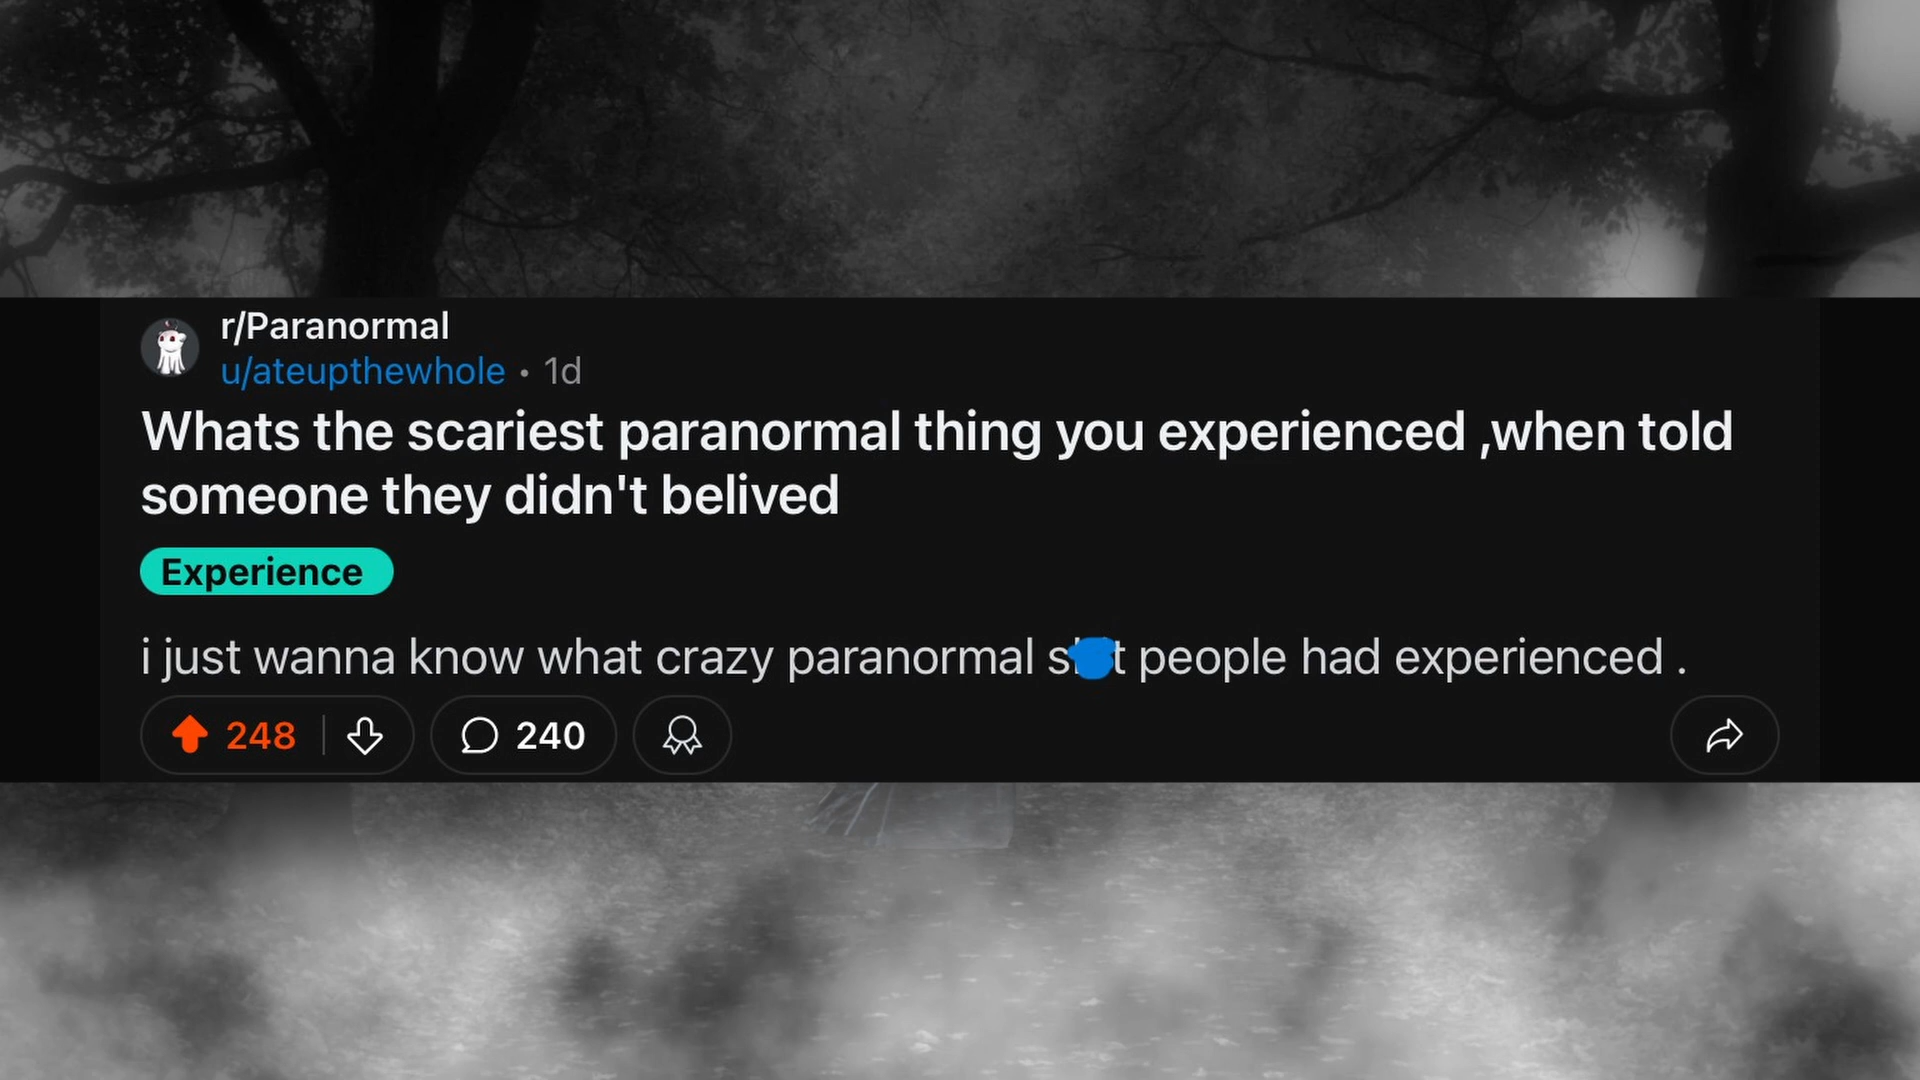 r/Paranormal
u/ateupthewhole • 1d
Whats the scariest paranormal thing you experienced ,when told
someone they didn't belived
Experience
i just wanna know what crazy paranormal people had experienced .
248 240